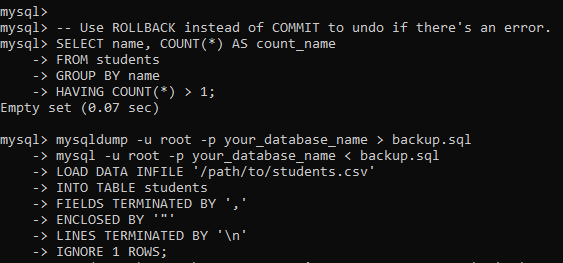 mysql>
mysql> -- Use ROLLBACK instead of COMMIT to undo if there's an error.
mysql> SELECT name, COUNT(*) AS count_name
    -> FROM students
    -> GROUP BY name
    -> HAVING COUNT(*) > 1;
Empty set (0.07 sec)

mysql> mysqldump -u root -p your_database_name > backup.sql
    -> mysql -u root -p your_database_name < backup.sql
    -> LOAD DATA INFILE '/path/to/students.csv'
    -> INTO TABLE students
    -> FIELDS TERMINATED BY ','
    -> ENCLOSED BY '"'
    -> LINES TERMINATED BY '\n'
    -> IGNORE 1 ROWS;